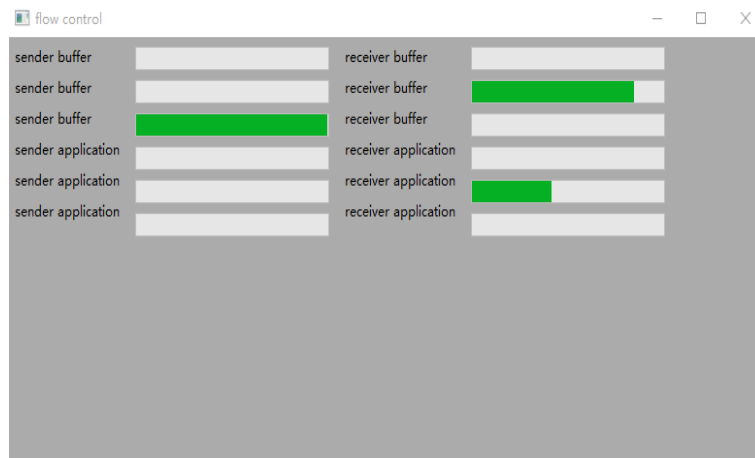 flow control
sender buffer receiver buffer
sender buffer receiver buffer
sender buffer receiver buffer
sender application receiver application
sender application receiver application
sender application receiver application